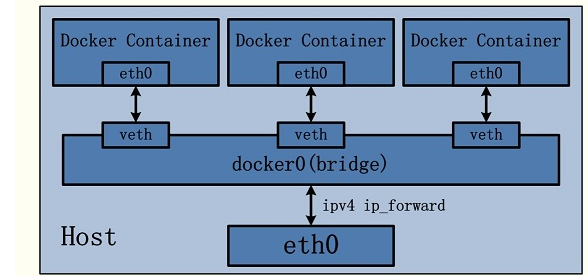 Docker Container Docker Container Docker Container
eth0 eth0 eth0
veth veth veth
docker0(bridge)
ipv4 ip_forward
Host
eth0